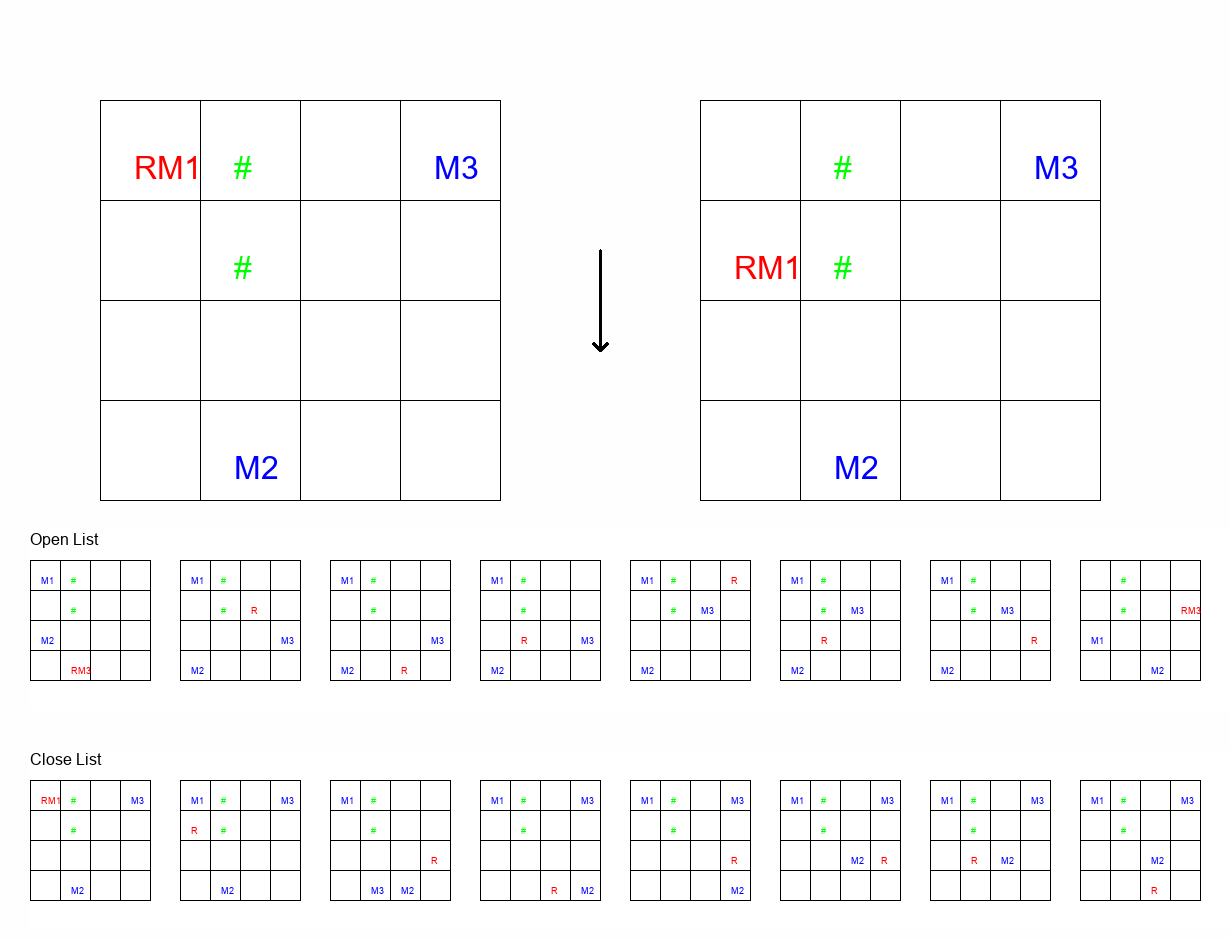 RM1 # M3 # M3
# RM1 #
M2 M2
Open List
M1 # M1 # M1 # M1 # M1 # R M1 # M1 # #
# # R # # # M3 # M3 # M3 # RM3
M2 M3 M3 R M3 R R M1
RM3 M2 M2 R M2 M2 M2 M2 M2
Close List
RM1 # M3 M1 # M3 M1 # M1 # M3 M1 # M3 M1 # M3 M1 # M3 M1 # M3
# R # # # # # # #
R R M2 R R M2 M2
M2 M2 M3 M2 R M2 M2 R